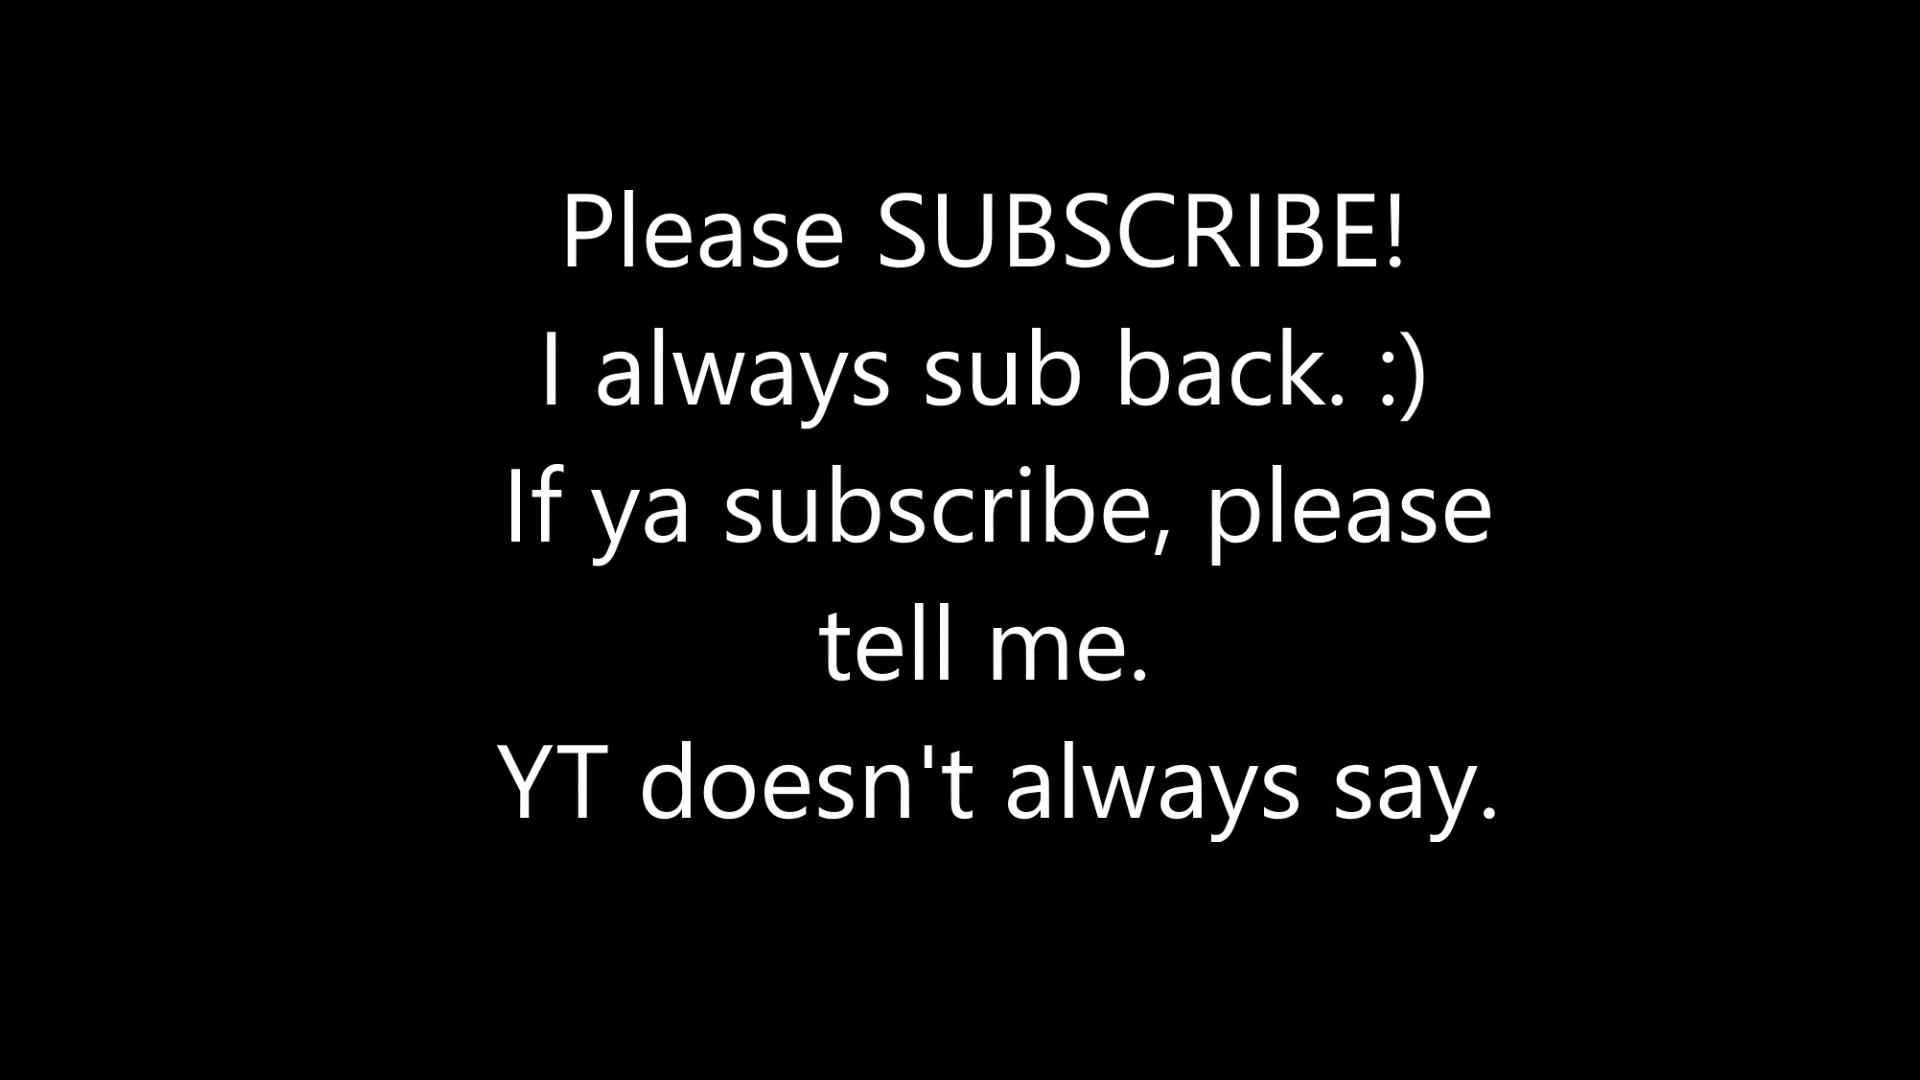 Please SUBSCRIBE!
I always sub back. :)
If ya subscribe, please
tell me.
YT doesn't always say.